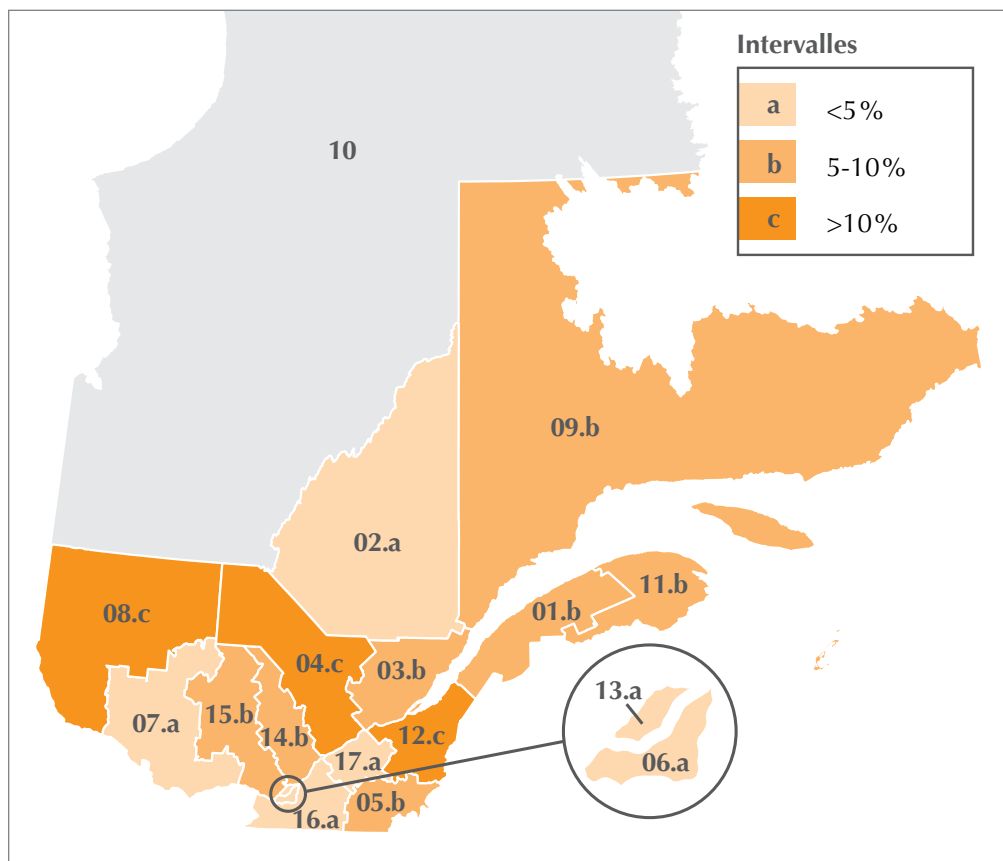 Intervalles
a <5%
b 5-10%
c >10%
10
09.b
02.a
11.b
01.b
08.c
04.c
03.b
13.a
07.a
15.b
14.b
12.c
17.a
06.a
05.b
16.a